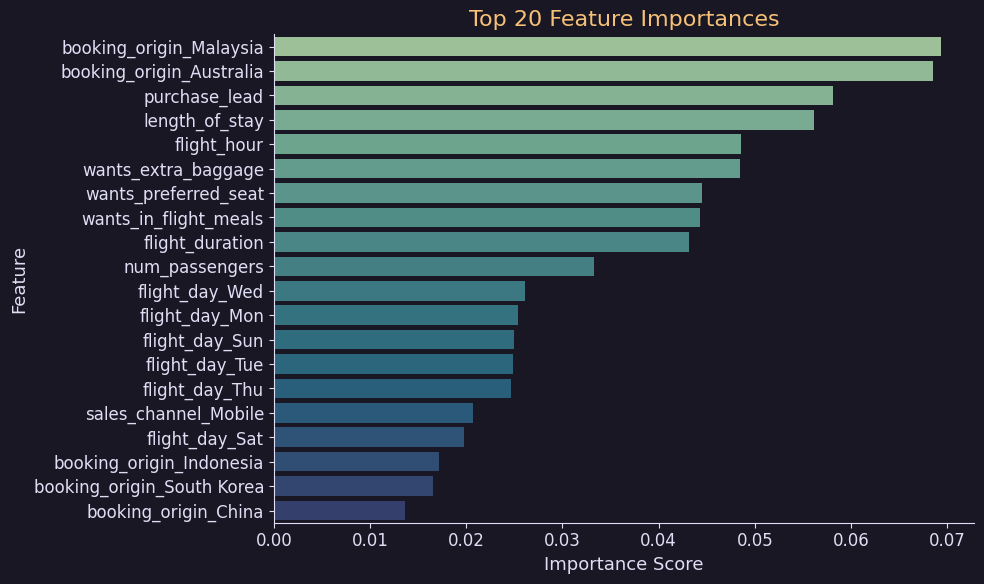 Top 20 Feature Importances
booking_origin_Malaysia
booking_origin_Australia
purchase_lead
length_of_stay
flight_hour
wants_extra_baggage
wants_preferred_seat
wants_in_flight_meals
flight_duration
num_passengers
flight_day_Wed
flight_day_Mon
flight_day_Sun
flight_day_Tue
flight_day_Thu
sales_channel_Mobile
flight_day_Sat
booking_origin_Indonesia
booking_origin_South Korea
booking_origin_China
Feature
0.00 0.01 0.02 0.03 0.04 0.05 0.06 0.07
Importance Score